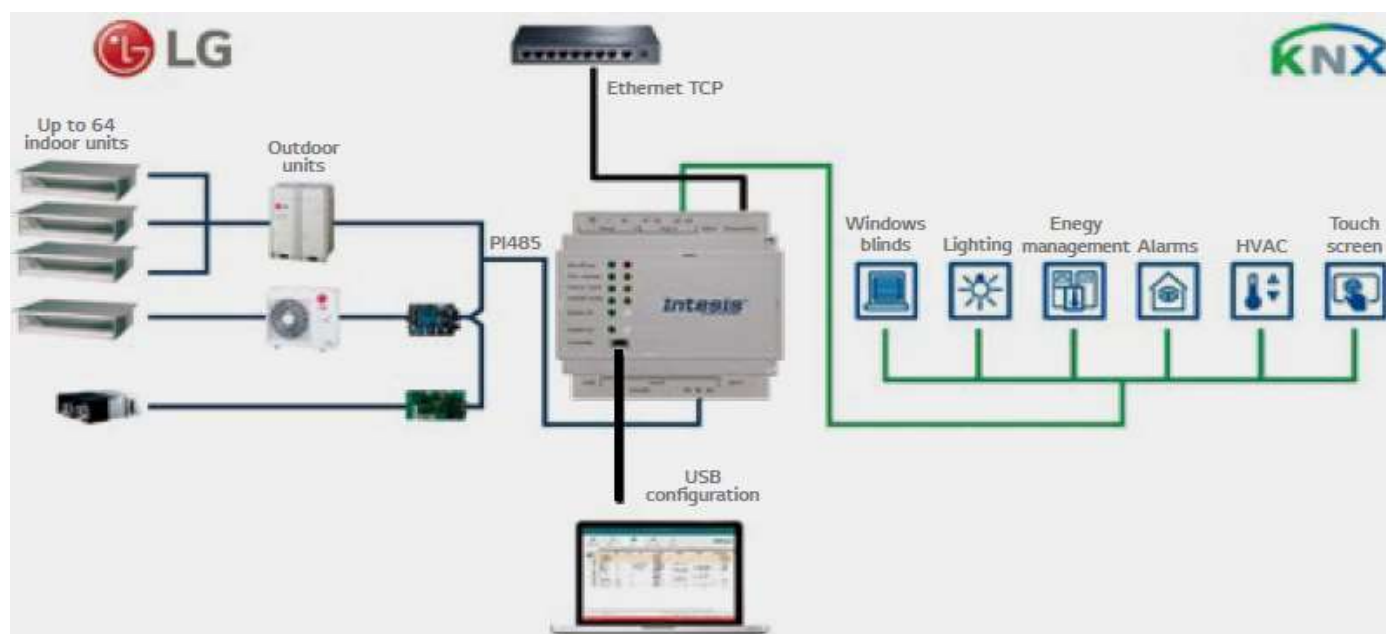 LG
KNX
Ethernet TCP
Up to 64
indoor units
Outdoor
units
PI485
Intesis
Windows
blinds
Lighting
Enegy
management
Alarms
HVAC
Touch
screen
USB
configuration